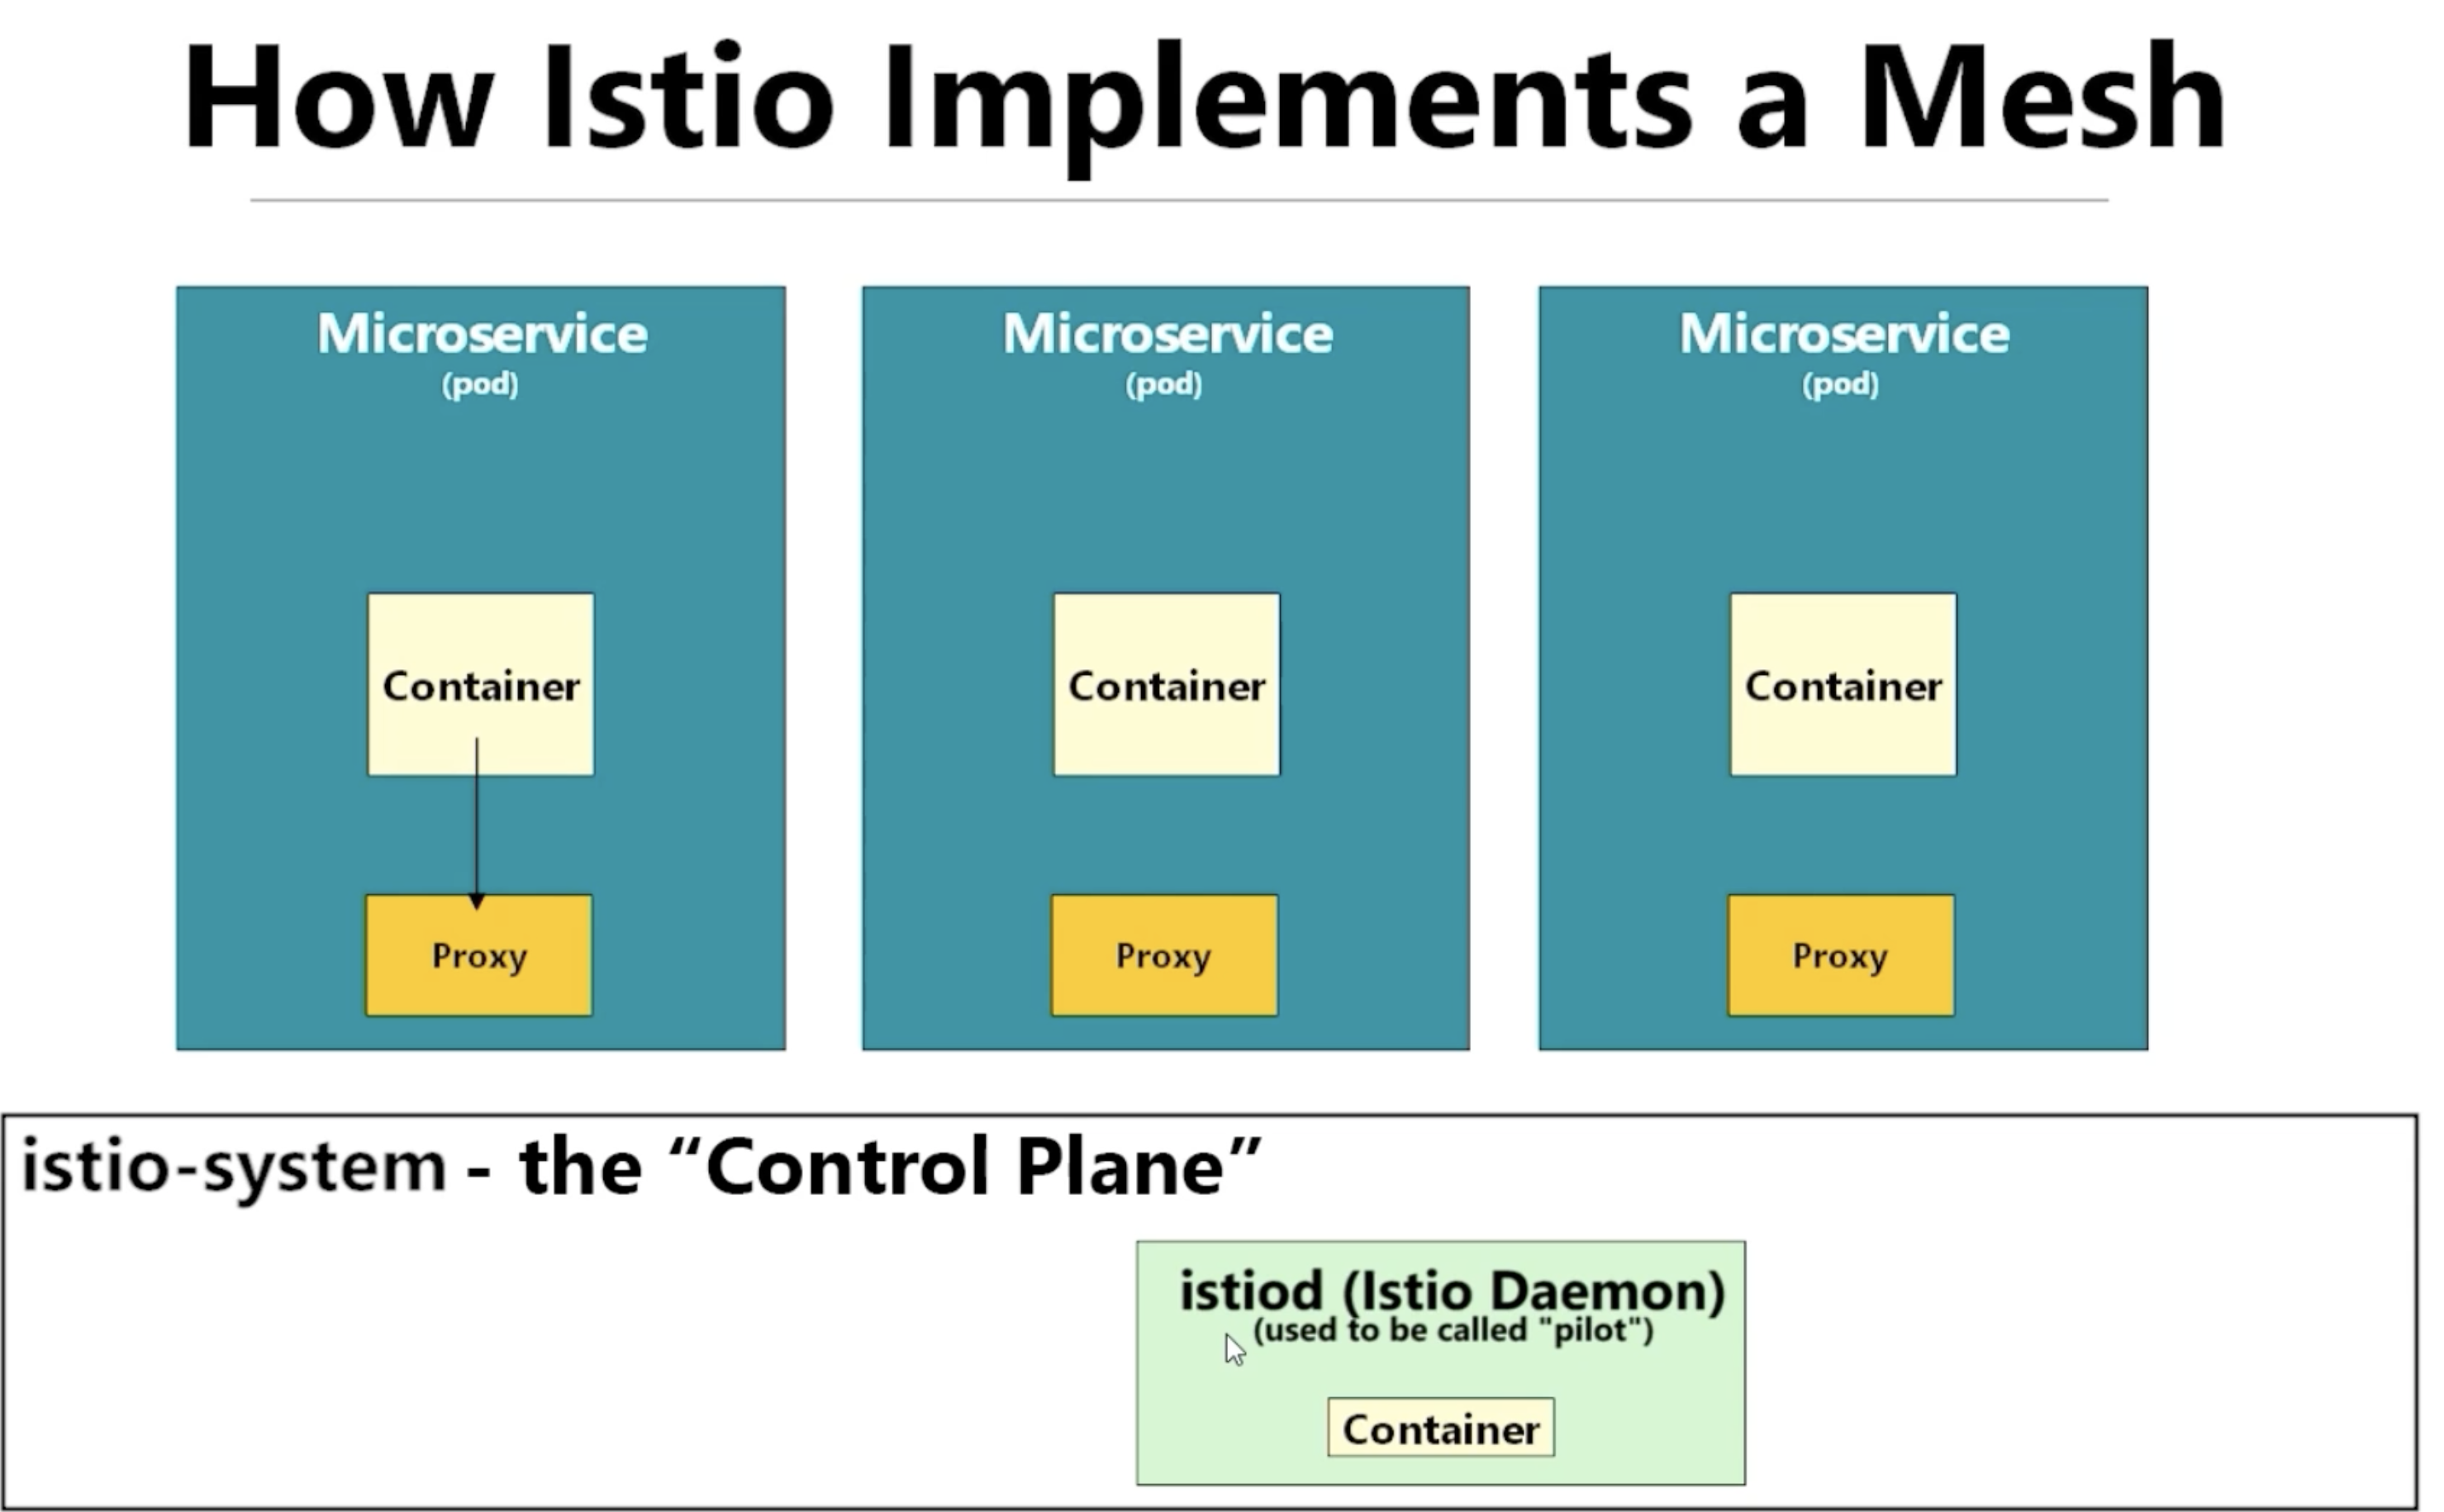 How Istio Implements a Mesh
Microservice
(pod)
Container
Proxy
Microservice
(pod)
Container
Proxy
Microservice
(pod)
Container
Proxy
istio-system - the “Control Plane”
istiod (Istio Daemon)
(used to be called "pilot")
Container